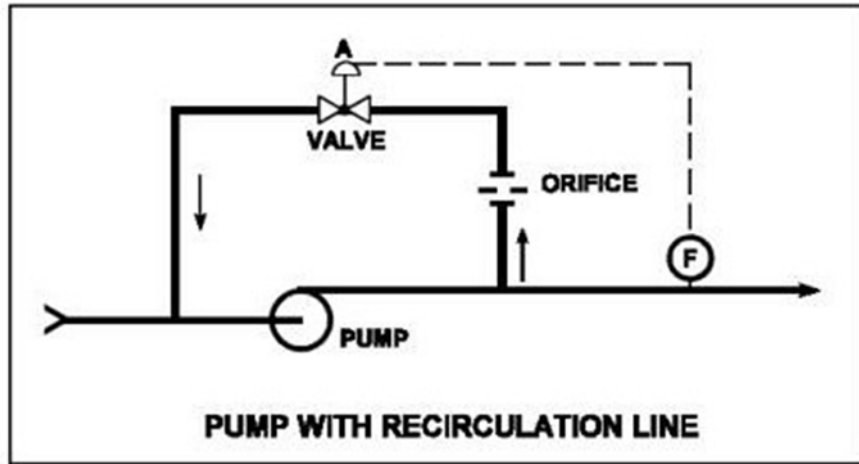 A
VALVE
ORIFICE
F
PUMP
PUMP WITH RECIRCULATION LINE